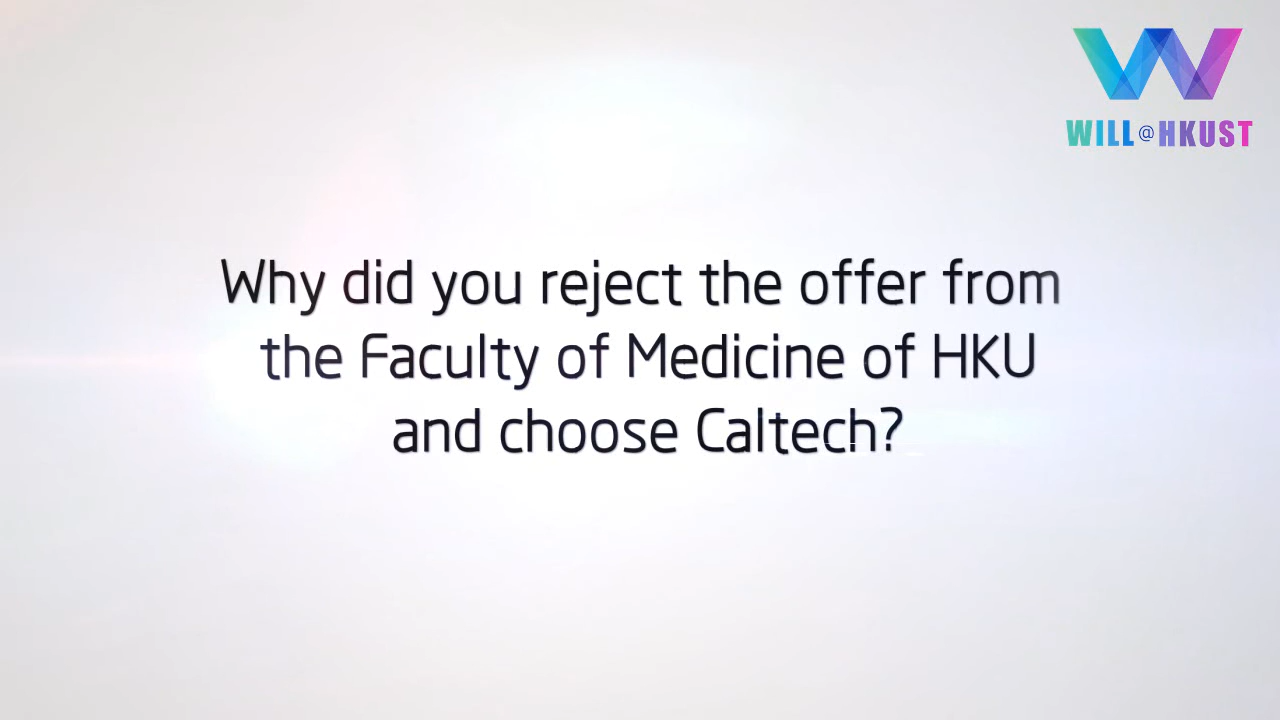 WILL@HKUST
Why did you reject the offer from
the Faculty of Medicine of HKU
and choose Caltech?